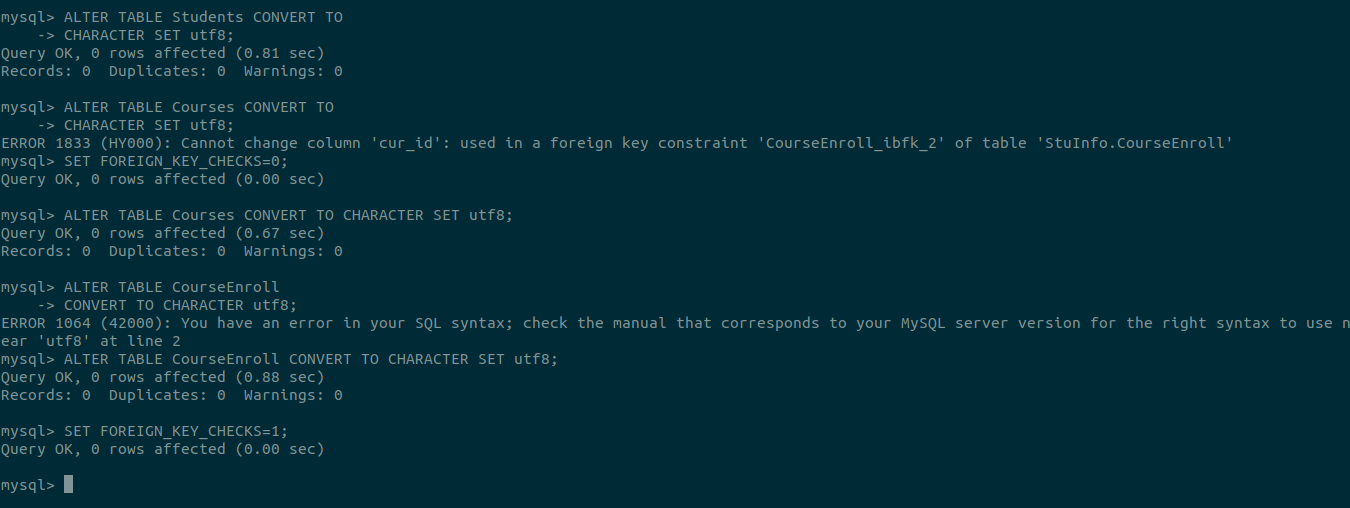 mysql> ALTER TABLE Students CONVERT TO
    -> CHARACTER SET utf8;
Query OK, 0 rows affected (0.81 sec)
Records: 0  Duplicates: 0  Warnings: 0

mysql> ALTER TABLE Courses CONVERT TO
    -> CHARACTER SET utf8;
ERROR 1833 (HY000): Cannot change column 'cur_id': used in a foreign key constraint 'CourseEnroll_ibfk_2' of table 'StuInfo.CourseEnroll'
mysql> SET FOREIGN_KEY_CHECKS=0;
Query OK, 0 rows affected (0.00 sec)

mysql> ALTER TABLE Courses CONVERT TO CHARACTER SET utf8;
Query OK, 0 rows affected (0.67 sec)
Records: 0  Duplicates: 0  Warnings: 0

mysql> ALTER TABLE CourseEnroll
    -> CONVERT TO CHARACTER utf8;
ERROR 1064 (42000): You have an error in your SQL syntax; check the manual that corresponds to your MySQL server version for the right syntax to use n
ear 'utf8' at line 2
mysql> ALTER TABLE CourseEnroll CONVERT TO CHARACTER SET utf8;
Query OK, 0 rows affected (0.88 sec)
Records: 0  Duplicates: 0  Warnings: 0

mysql> SET FOREIGN_KEY_CHECKS=1;
Query OK, 0 rows affected (0.00 sec)

mysql>